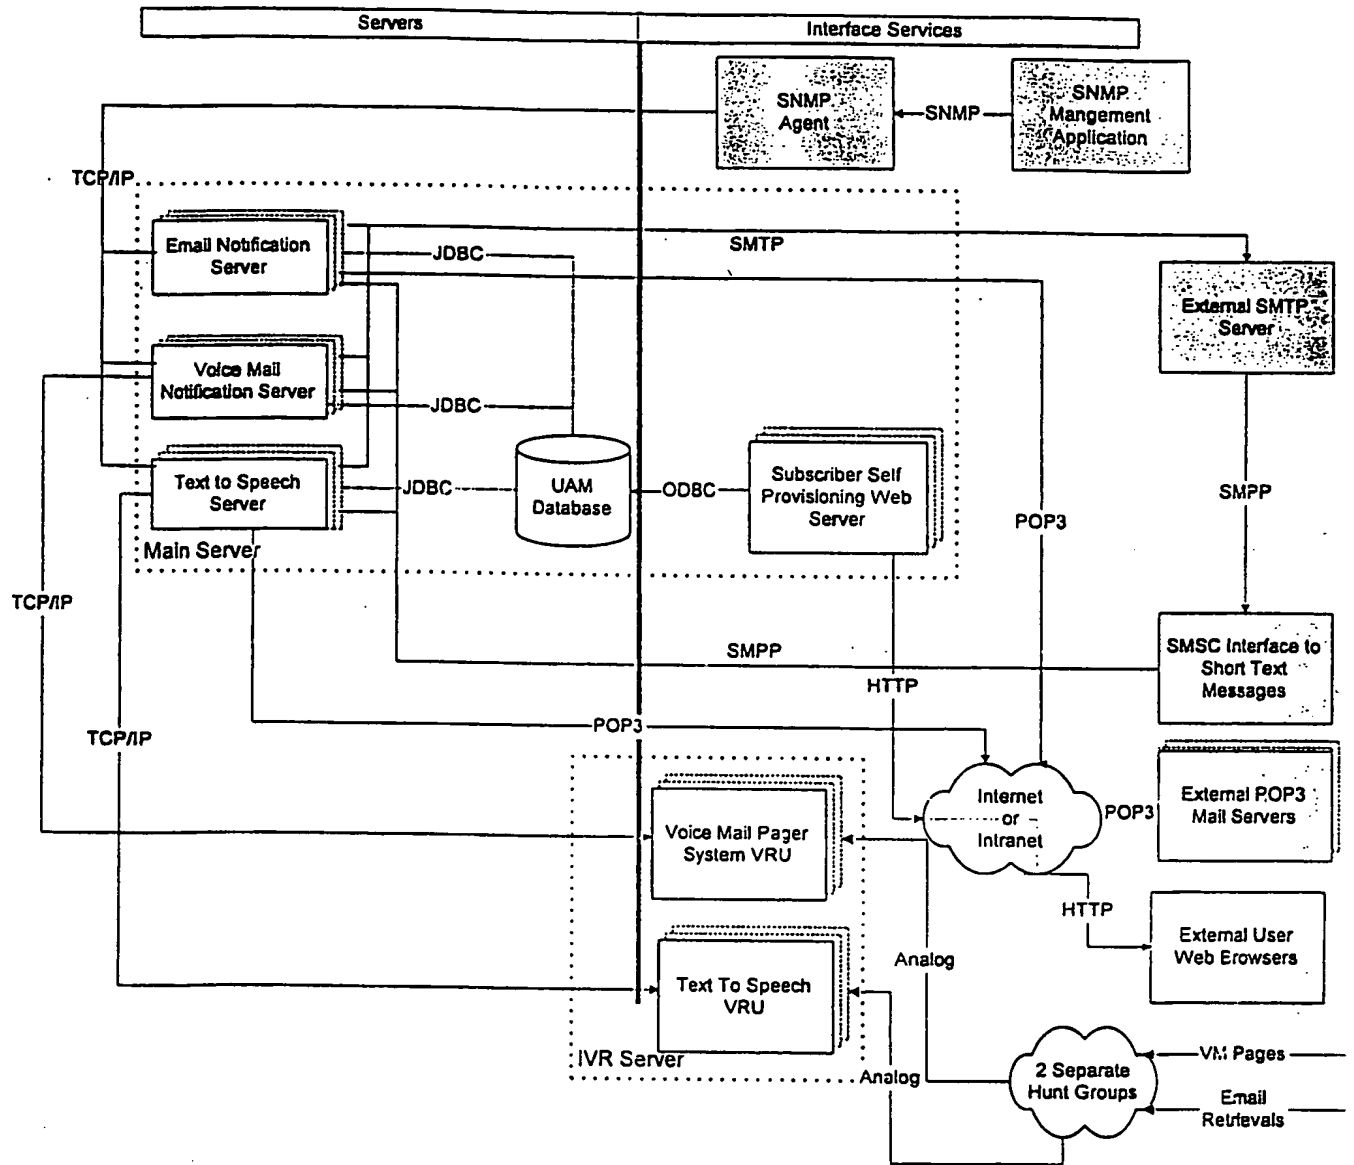 Servers
Interface Services
SNMP
Agent
SNMP
SNMP
Mangement
Application
TCP/IP
Email Notification
Server
JDBC
SMTP
External SMTP
Server
Voice Mail
Notification Server
JDBC
Text to Speech
Server
JDBC
UAM
Database
ODBC
Subscriber Self
Provisioning Web
Server
POP3
SMPP
Main Server
TCP/IP
SMPP
SMSC Interface to
Short Text
Messages
HTTP
TCP/IP
POP3
Internet
or
Intranet
POP3
External POP3
Mail Servers
Voice Mail Pager
System VRU
HTTP
External User
Web Browsers
Analog
Text To Speech
VRU
IVR Server
Analog
2 Separate
Hunt Groups
VM Pages
Email
Retrievals